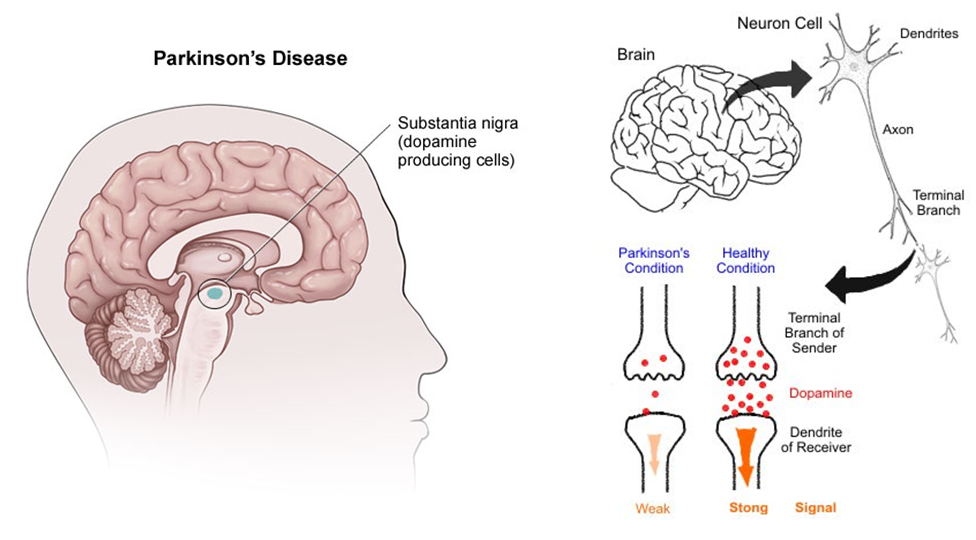 Parkinson's Disease
Substantia nigra
(dopamine
producing cells)
Neuron Cell
Dendrites
Brain
Axon
Terminal
Branch
Parkinson's
Condition
Healthy
Condition
Terminal
Branch of
Sender
Dopamine
Dendrite
of Receiver
Weak
Stong
Signal